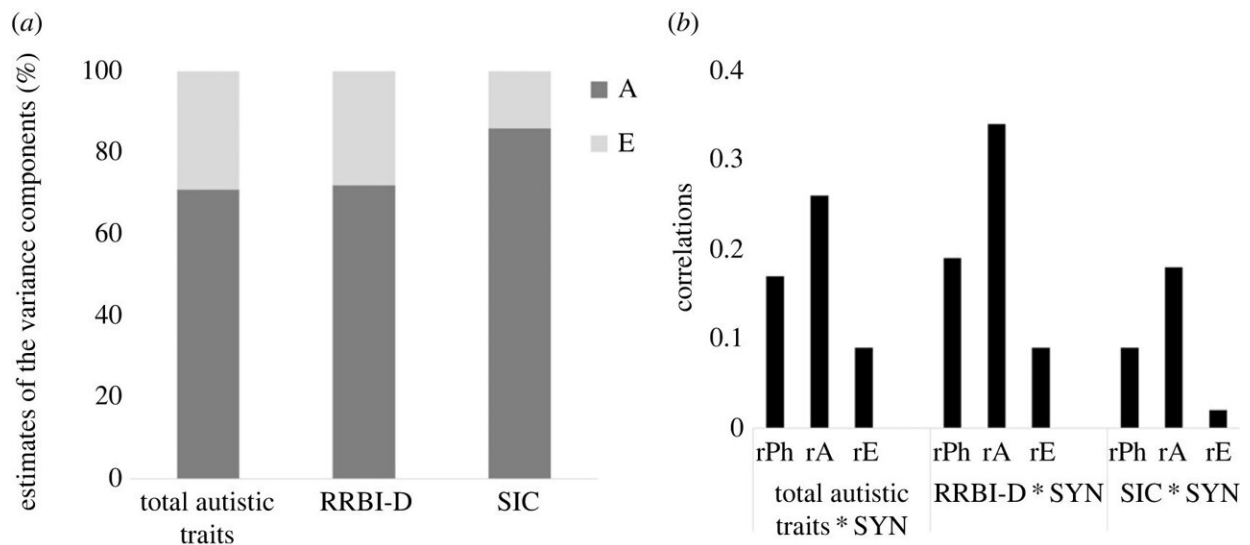 (a)
estimates of the variance components (%)
100
80
60
40
20
0
total autistic
traits
RRBI-D
SIC
A
E
(b)
correlations
0.4
0.3
0.2
0.1
0
rPh rA rE
total autistic
traits * SYN
rPh rA rE
RRBI-D * SYN
rPh rA rE
SIC * SYN